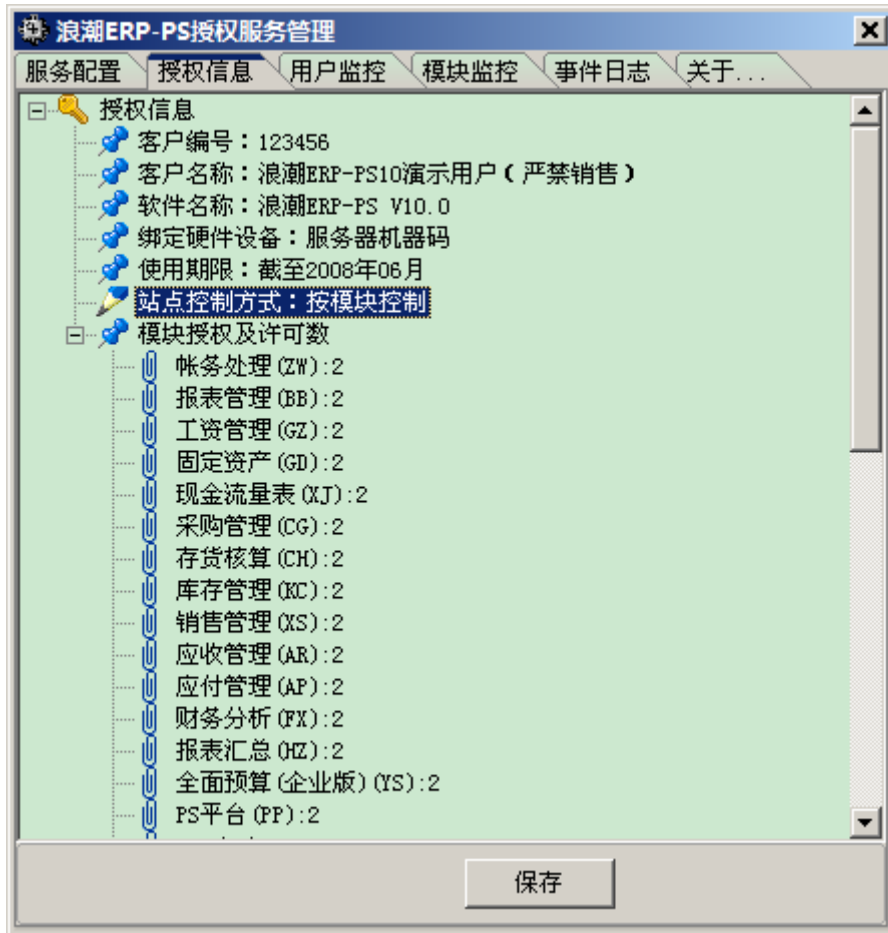 浪潮ERP-PS授权服务管理
服务配置 授权信息 用户监控 模块监控 事件日志 关于...
授权信息
客户编号：123456
客户名称：浪潮ERP-PS10演示用户（严禁销售）
软件名称：浪潮ERP-PS V10.0
绑定硬件设备：服务器机器码
使用期限：截至2008年06月
站点控制方式：按模块控制
模块授权及许可数
帐务处理(ZW):2
报表管理(BB):2
工资管理(GZ):2
固定资产(GD):2
现金流量表(XJ):2
采购管理(CG):2
存货核算(CH):2
库存管理(KC):2
销售管理(XS):2
应收管理(AR):2
应付管理(AP):2
财务分析(FX):2
报表汇总(HZ):2
全面预算(企业版)(YS):2
PS平台(PP):2
保存